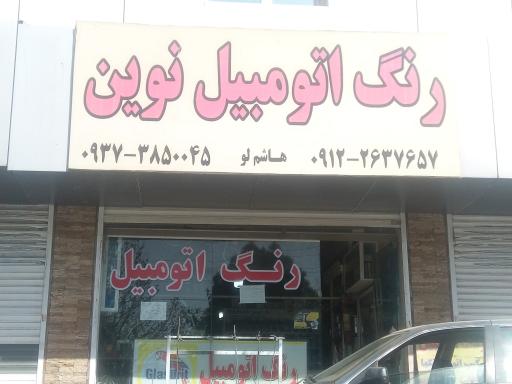 رنگ اتومبیل نوین
۰۹۱۲-۲۶۳۷۶۵۷ هاشم لو ۰۹۳۷-۳۸۵۰۰۴۵
رنگ اتومبیل
رنگ اتومبیل